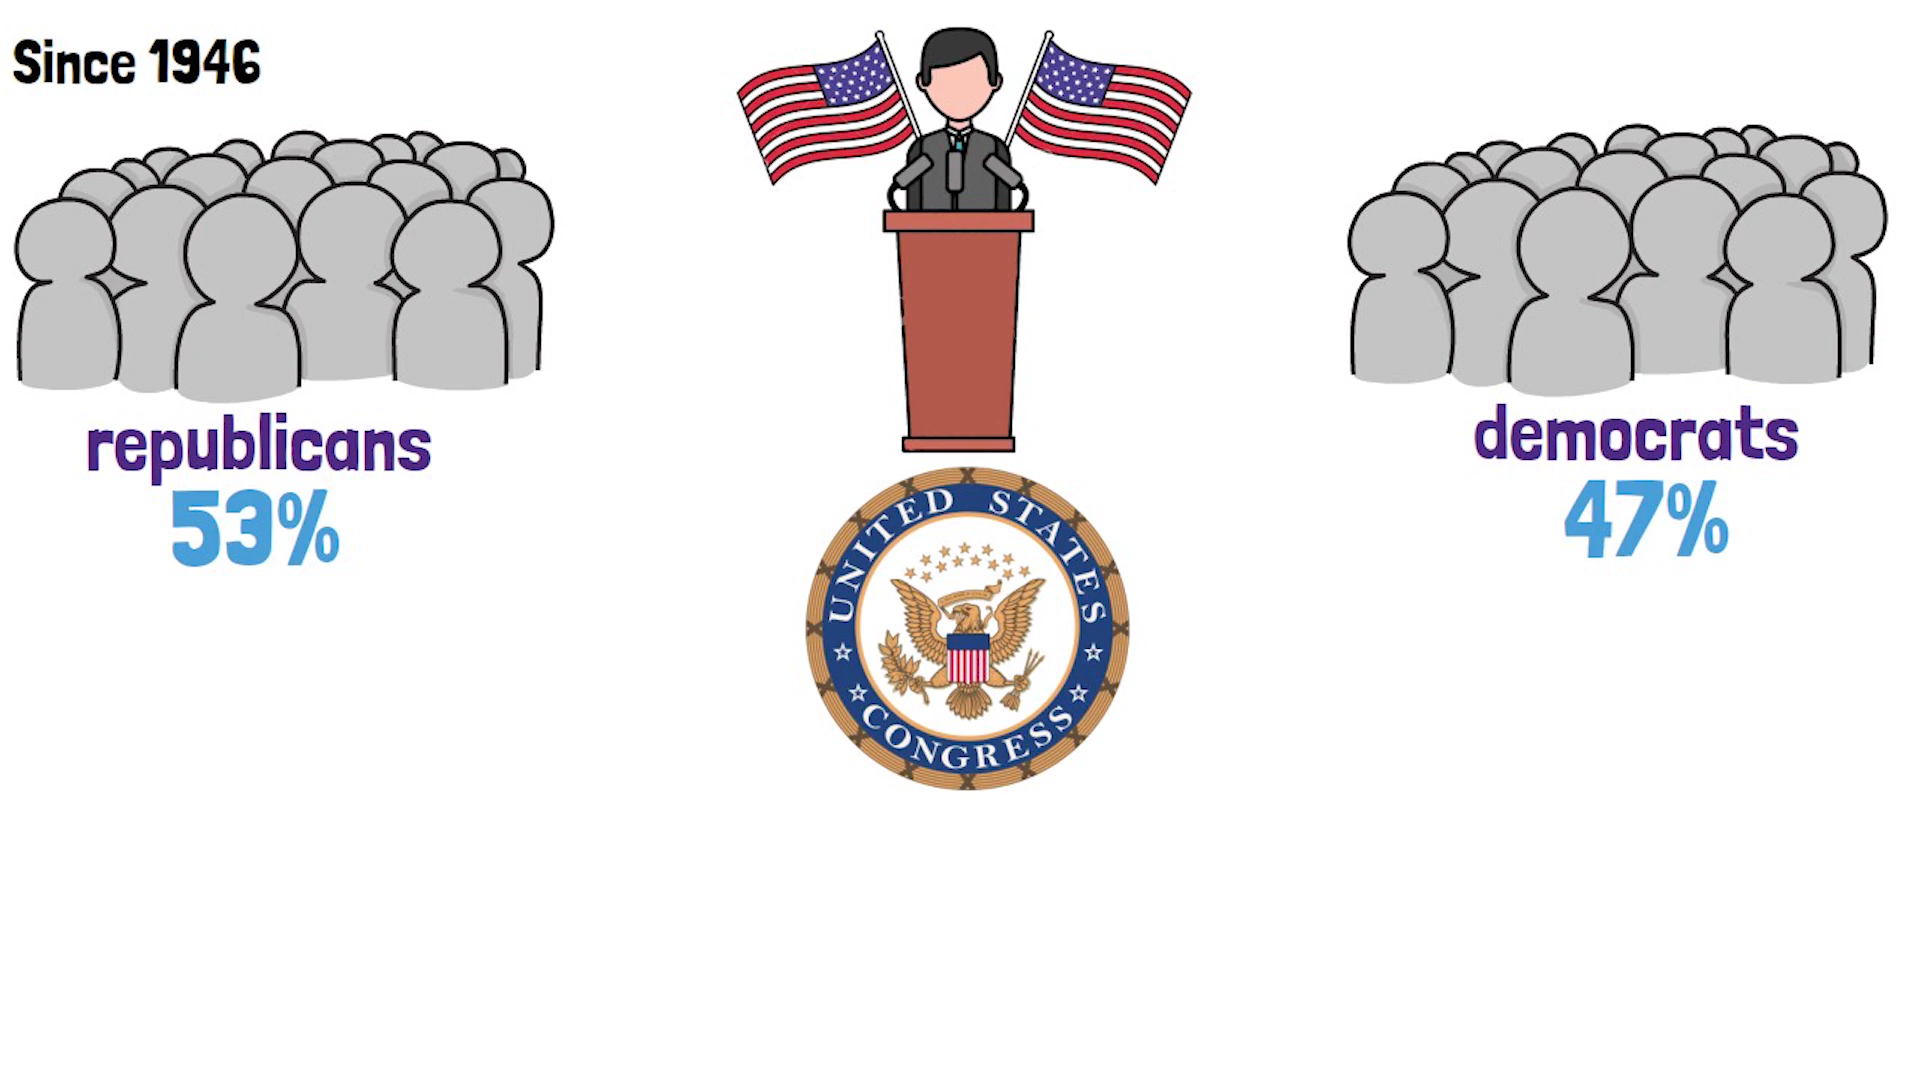 Since 1946
republicans
53%
UNITED STATES
CONGRESS
democrats
47%